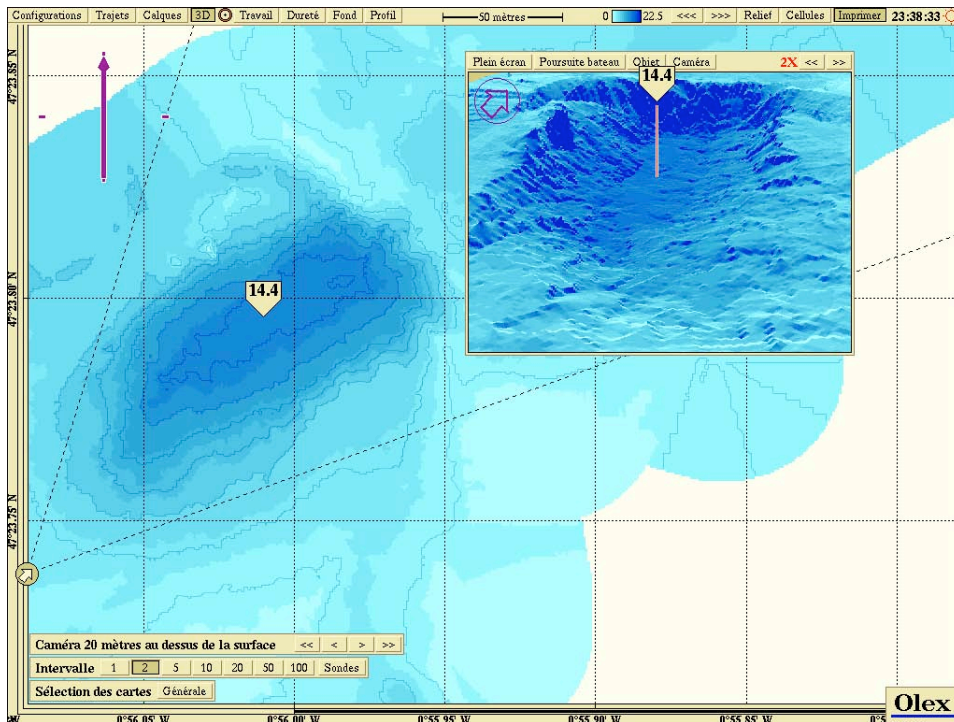 Configurations Trajets Calques 3D Travail Dureté Fond Profil 50 mètres 0 22.5 <<< >>> Relief Cellules Imprimer 23:38:33
Plein écran Poursuite bateau Objet Caméra 2X << >>
14.4
47°23.85' N
14.4
47°23.80' N
47°23.75' N
Caméra 20 mètres au dessus de la surface << < > >>
Intervalle 1 2 5 10 20 50 100 Sondes
Sélection des cartes Générale
Olex
W 0°56.05' W 0°56.00' W 0°55.95' W 0°55.90' W 0°55.85' W